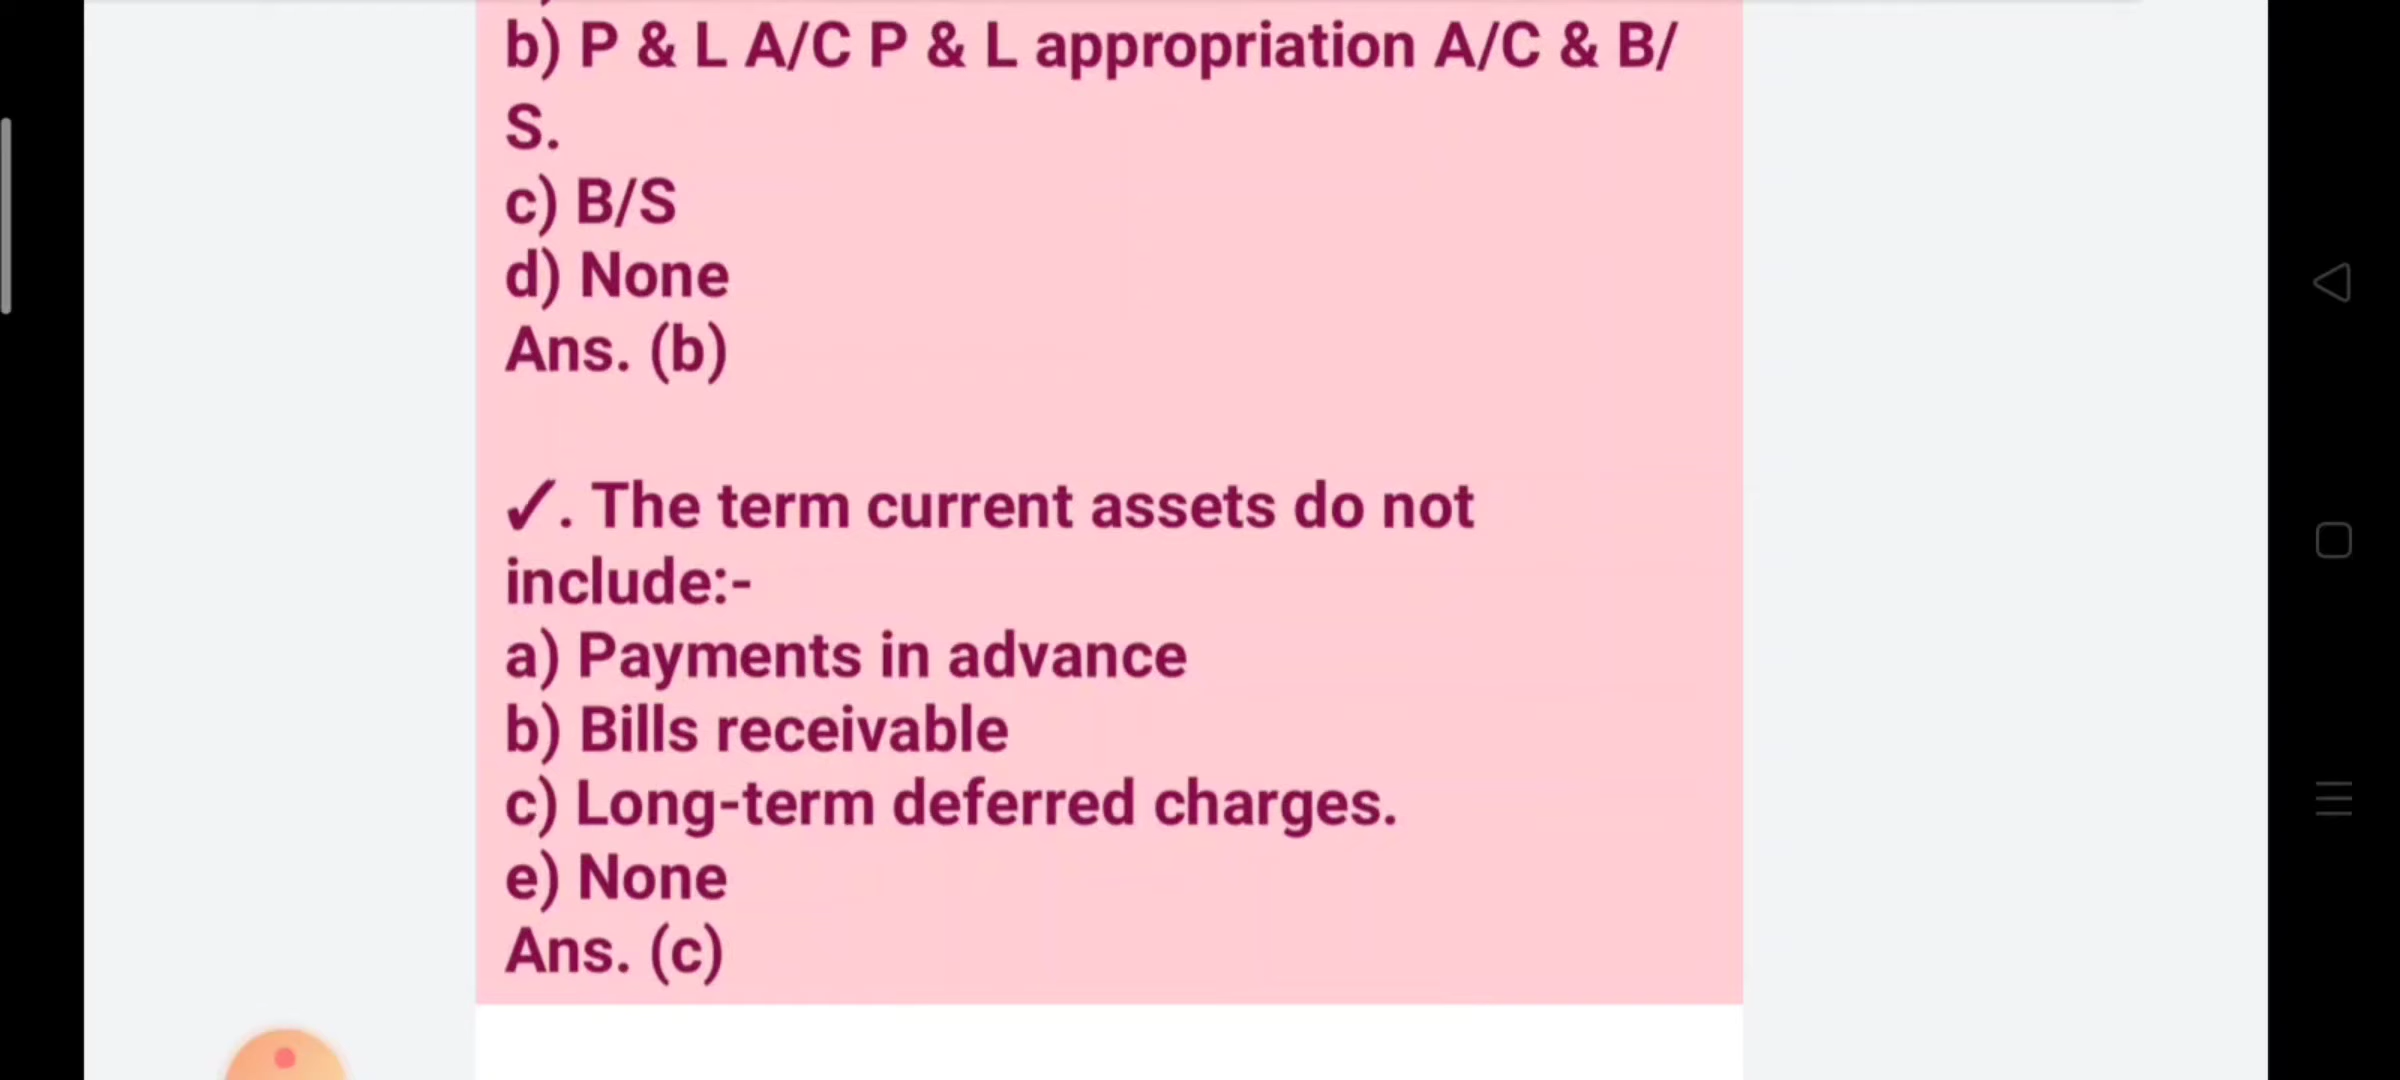 b) P & L A/C P & L appropriation A/C & B/
S.
c) B/S
d) None
Ans. (b)
✓. The term current assets do not
include:-
a) Payments in advance
b) Bills receivable
c) Long-term deferred charges.
e) None
Ans. (c)